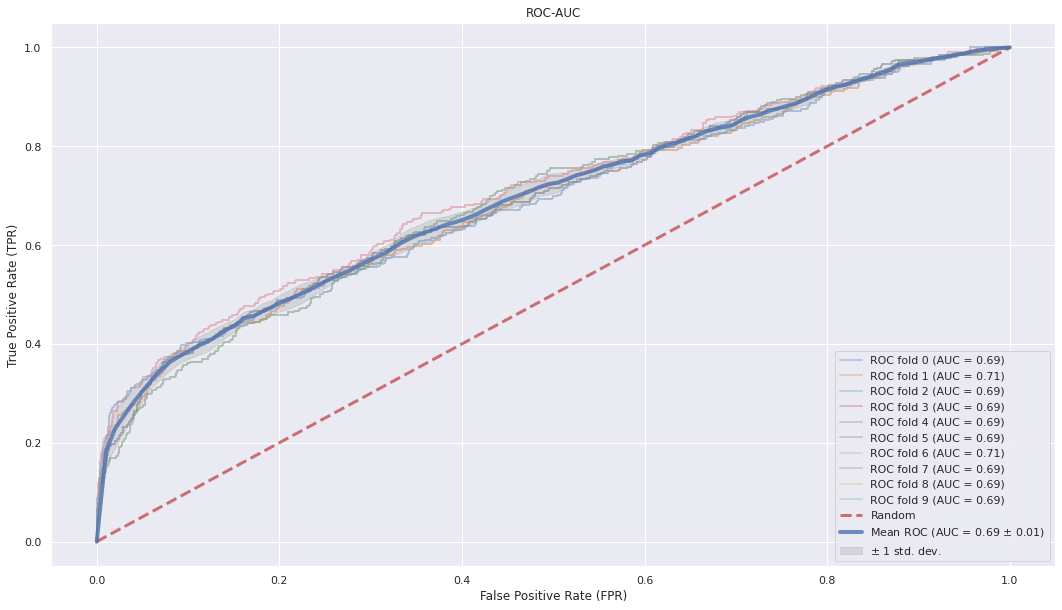 ROC-AUC
True Positive Rate (TPR)
1.0
0.8
0.6
0.4
0.2
0.0
ROC fold 0 (AUC = 0.69)
ROC fold 1 (AUC = 0.71)
ROC fold 2 (AUC = 0.69)
ROC fold 3 (AUC = 0.69)
ROC fold 4 (AUC = 0.69)
ROC fold 5 (AUC = 0.69)
ROC fold 6 (AUC = 0.71)
ROC fold 7 (AUC = 0.69)
ROC fold 8 (AUC = 0.69)
ROC fold 9 (AUC = 0.69)
Random
Mean ROC (AUC = 0.69 ± 0.01)
± 1 std. dev.
0.0 0.2 0.4 0.6 0.8 1.0
False Positive Rate (FPR)